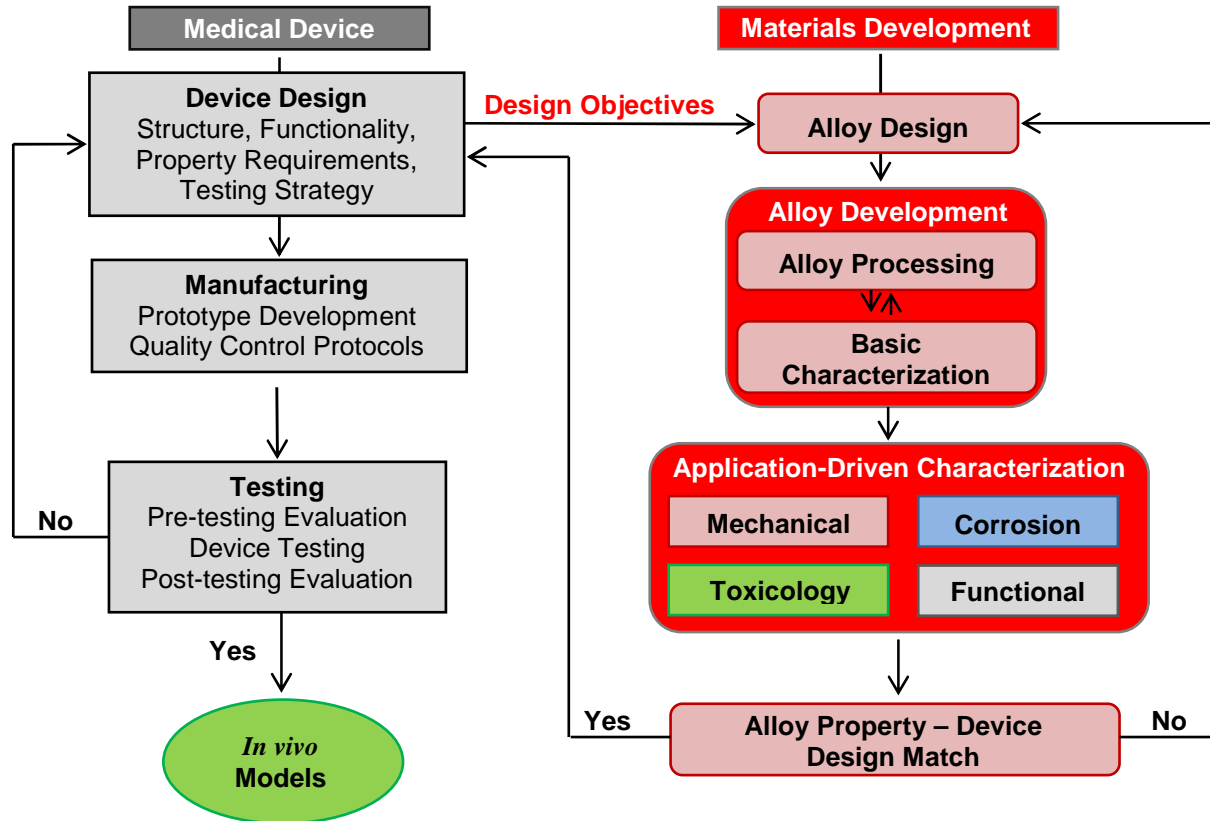 Medical Device
Materials Development
Device Design
Structure, Functionality,
Property Requirements,
Testing Strategy
Design Objectives
Alloy Design
Alloy Development
Alloy Processing
Basic
Characterization
Manufacturing
Prototype Development
Quality Control Protocols
Application-Driven Characterization
Mechanical
Corrosion
Toxicology
Functional
Testing
Pre-testing Evaluation
Device Testing
Post-testing Evaluation
No
Yes
In vivo
Models
Yes
Alloy Property – Device
Design Match
No